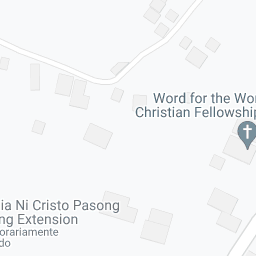 Word for the Wor
Christian Fellowship
ia Ni Cristo Pasong
ng Extension
orariamente
do